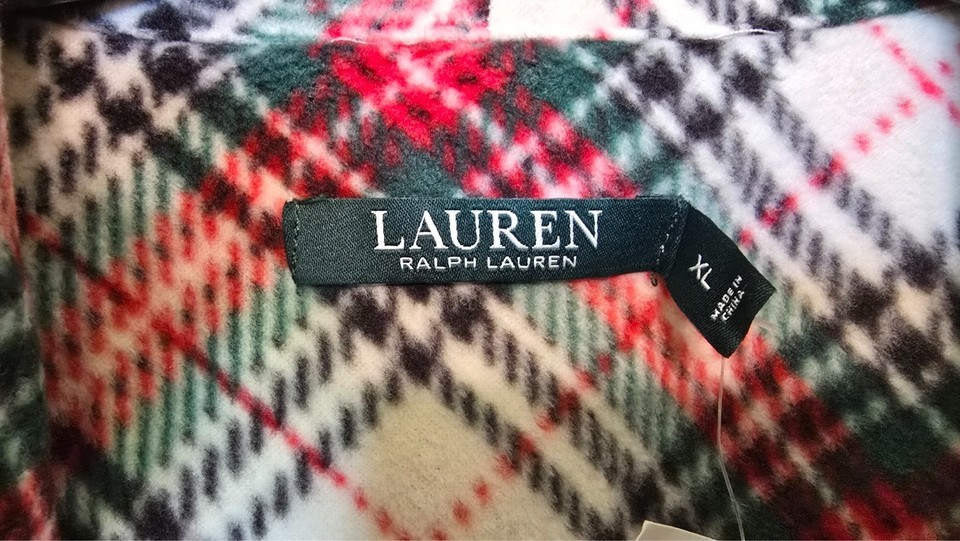 LAUREN
RALPH LAUREN
XL
MADE IN
CHINA